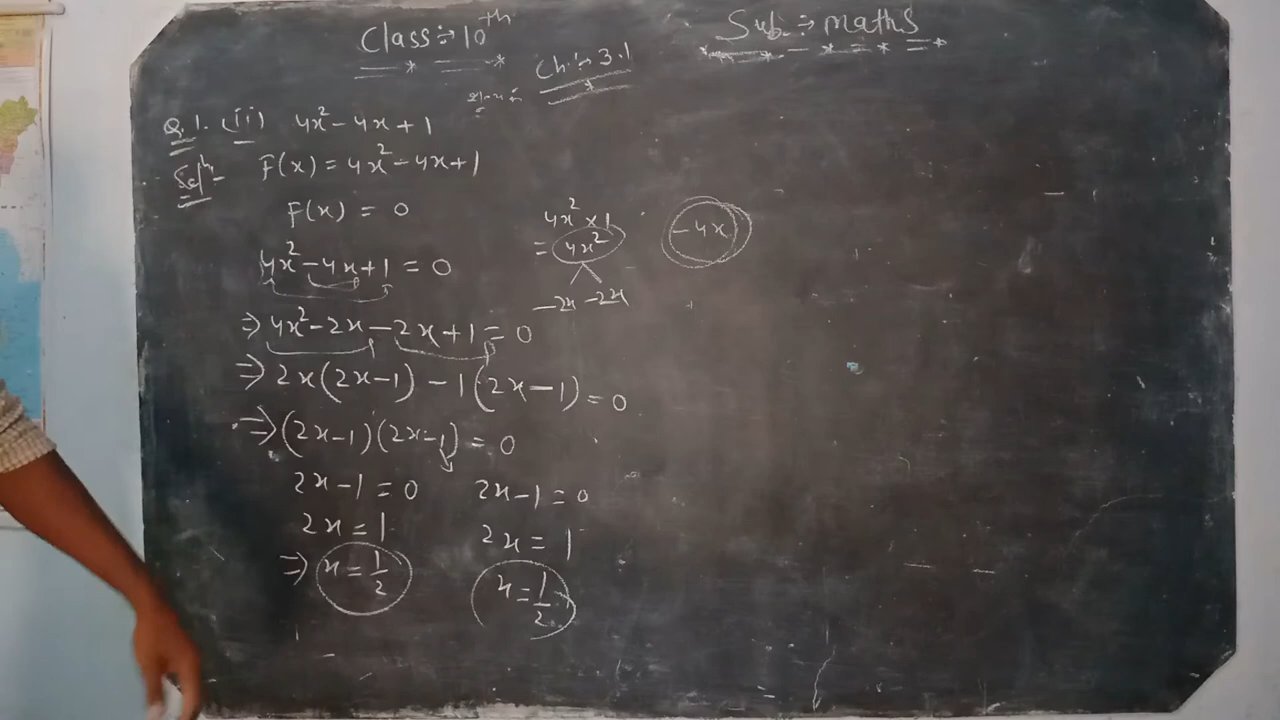 Class:- 10th
Sub:- maths
Ch:- 3.1
Q.1. (ii) 4x² - 4x + 1
Solⁿ- F(x) = 4x² - 4x + 1
F(x) = 0
4x² - 4x + 1 = 0
4x² × 1
= 4x²
-2x -2x
-4x
⇒ 4x² - 2x - 2x + 1 = 0
⇒ 2x(2x - 1) - 1(2x - 1) = 0
⇒ (2x - 1)(2x - 1) = 0
2x - 1 = 0 2x - 1 = 0
2x = 1 2x = 1
⇒ x = 1/2 x = 1/2